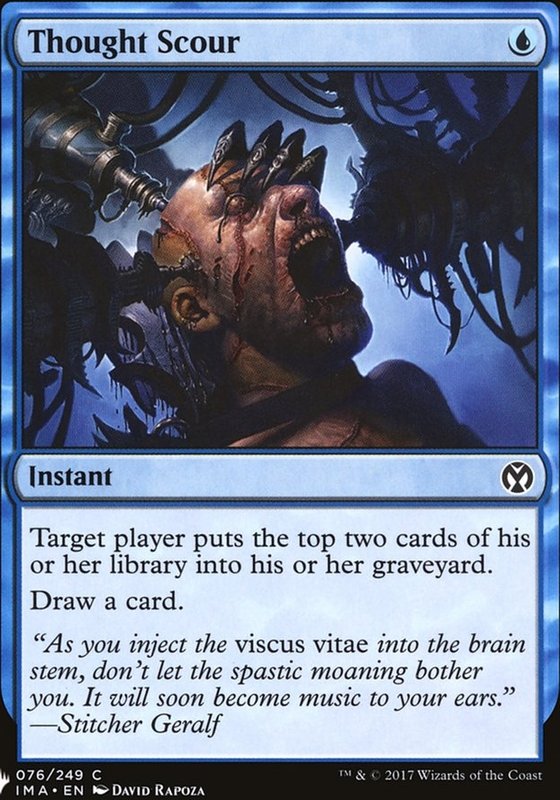 Thought Scour
Instant
Target player puts the top two cards of his
or her library into his or her graveyard.
Draw a card.
“As you inject the viscus vitae into the brain
stem, don’t let the spastic moaning bother
you. It will soon become music to your ears.”
—Stitcher Geralf
076/249 C
IMA • EN DAVID RAPOZA
™ & © 2017 Wizards of the Coast